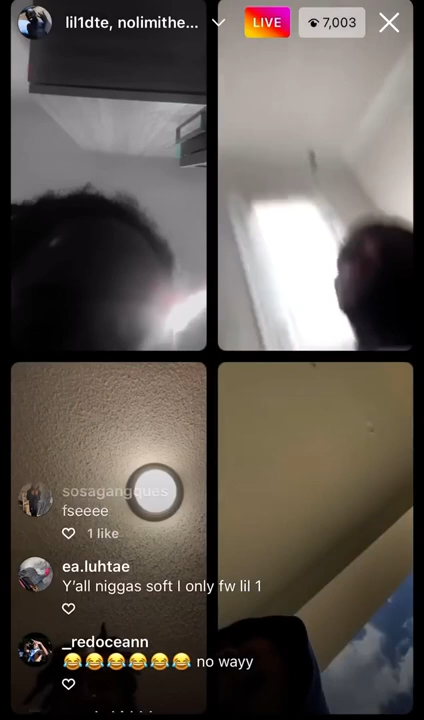 lil1dte, nolimithe...
LIVE
7,003
sosagangques
fseeee
1 like
ea.luhtae
Y'all niggas soft I only fw lil 1
_redoceann
😂😂😂😂😂😂 no wayy